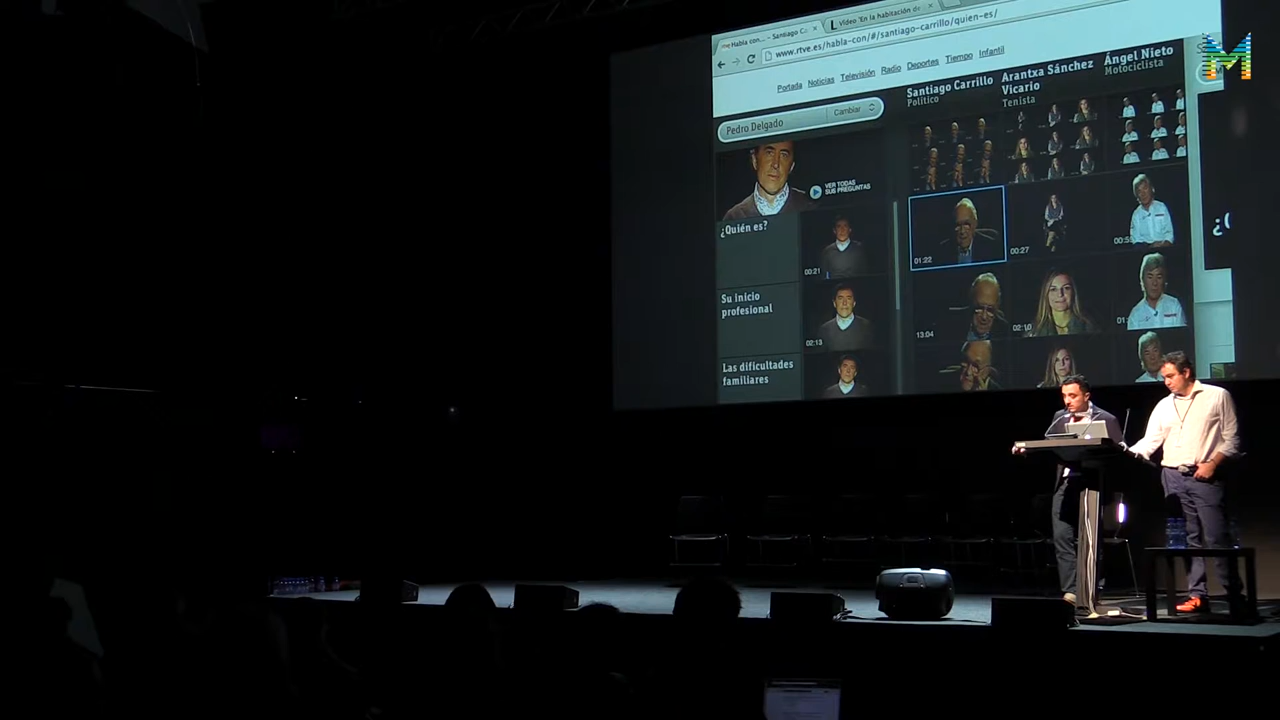 Habla con... - Santiago Ca
Vídeo 'En la habitación de
www.rtve.es/habla-con/#/santiago-carrillo/quien-es/
Portada Noticias Televisión Radio Deportes Tiempo Infantil
Pedro Delgado Cambiar
Santiago Carrillo
Político
Arantxa Sánchez
Vicario
Tenista
Ángel Nieto
Motociclista
VER TODAS
SUS PREGUNTAS
¿Quién es?
00:21
01:22
00:27
Su inicio
profesional
02:13
13:04
02:10
Las dificultades
familiares
M